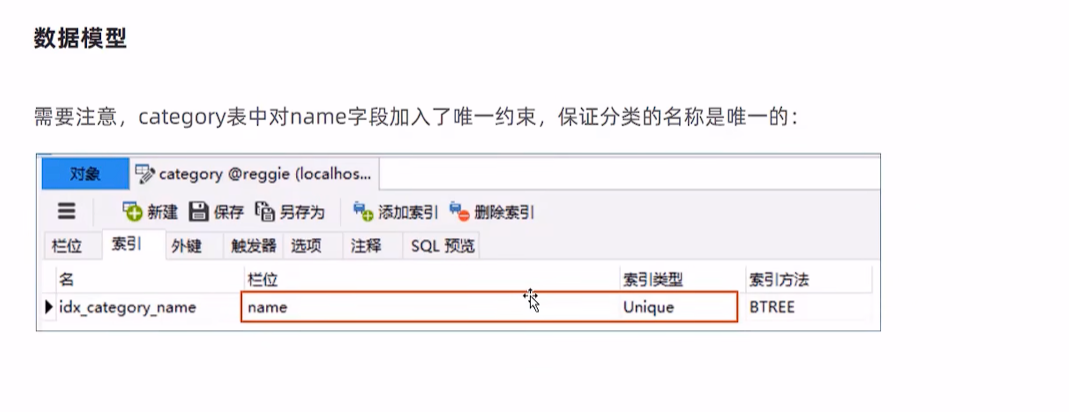 数据模型
需要注意，category表中对name字段加入了唯一约束，保证分类的名称是唯一的：
对象 category @reggie (localhos...
新建 保存 另存为 添加索引 删除索引
栏位 索引 外键 触发器 选项 注释 SQL 预览
名 栏位 索引类型 索引方法
idx_category_name name Unique BTREE